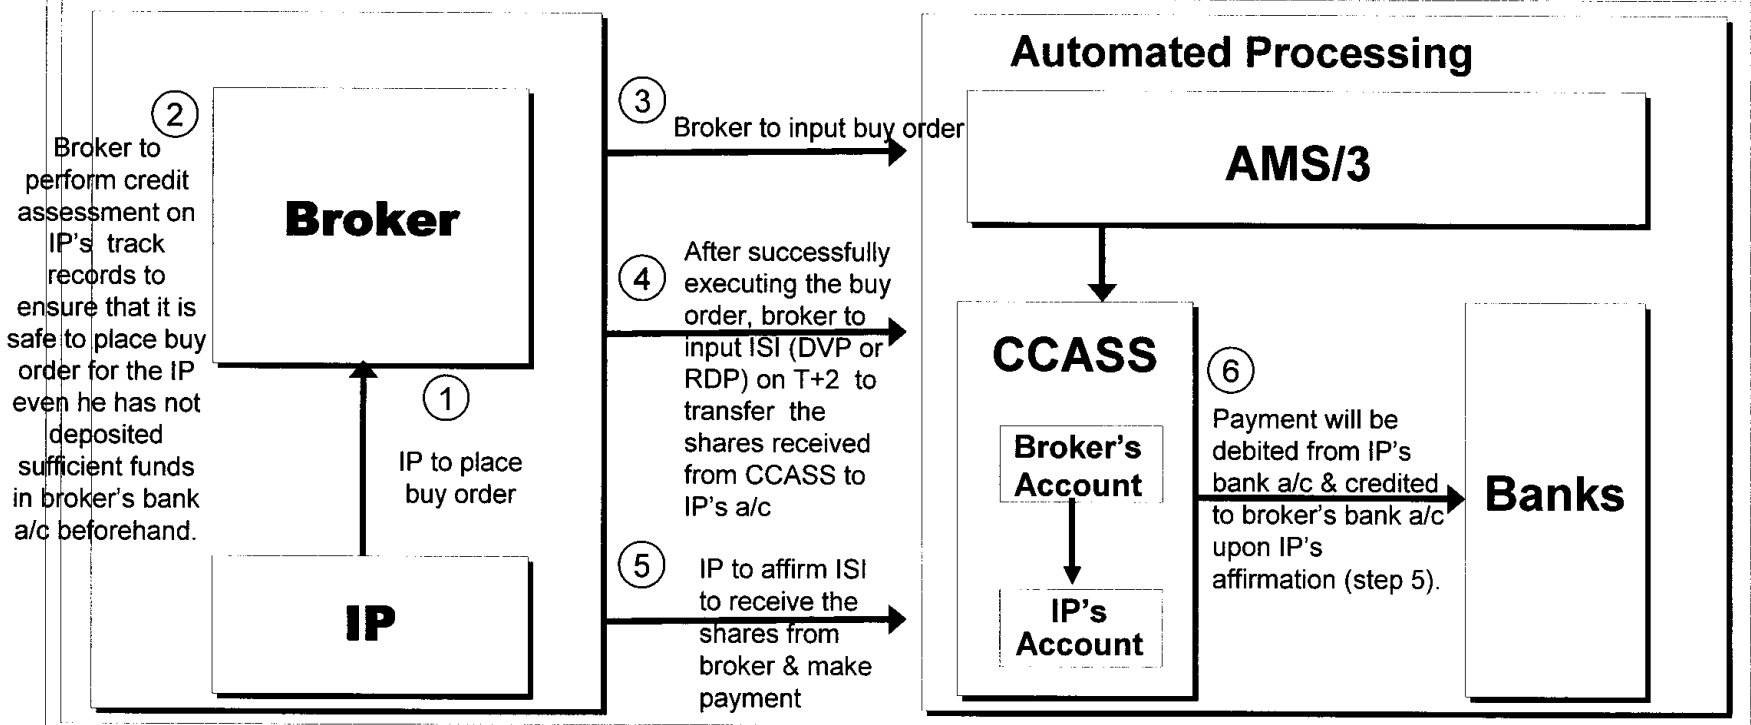 Automated Processing
2
Broker to
perform credit
assessment on
IP's track
records to
ensure that it is
safe to place buy
order for the IP
even he has not
deposited
sufficient funds
in broker's bank
a/c beforehand.
Broker
1
IP to place
buy order
IP
3
Broker to input buy order
4
After successfully
executing the buy
order, broker to
input ISI (DVP or
RDP) on T+2 to
transfer the
shares received
from CCASS to
IP's a/c
5
IP to affirm ISI
to receive the
shares from
broker & make
payment
AMS/3
CCASS
Broker's
Account
IP's
Account
6
Payment will be
debited from IP's
bank a/c & credited
to broker's bank a/c
upon IP's
affirmation (step 5).
Banks